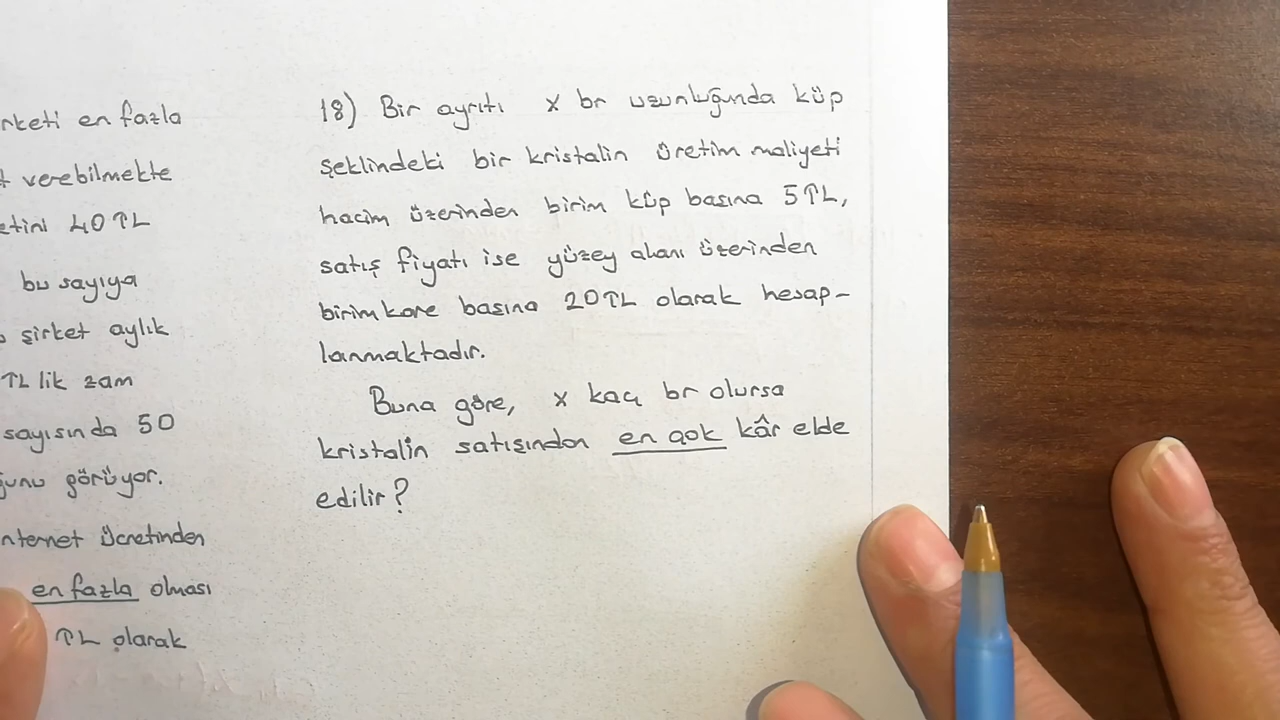 rketi en fazla
verebilmekte
etini 40 TL
bu sayıya
şirket aylık
TL lik zam
sayısında 50
ğunu görüyor.
nternet ücretinden
en fazla olması
TL olarak
18) Bir ayrıtı x br uzunluğunda küp
şeklindeki bir kristalin üretim maliyeti
hacim üzerinden birim küp başına 5TL,
satış fiyatı ise yüzey alanı üzerinden
birimkare başına 20TL olarak hesap-
lanmaktadır.
Buna göre, x kaç br olursa
kristalin satışından en çok kâr elde
edilir?